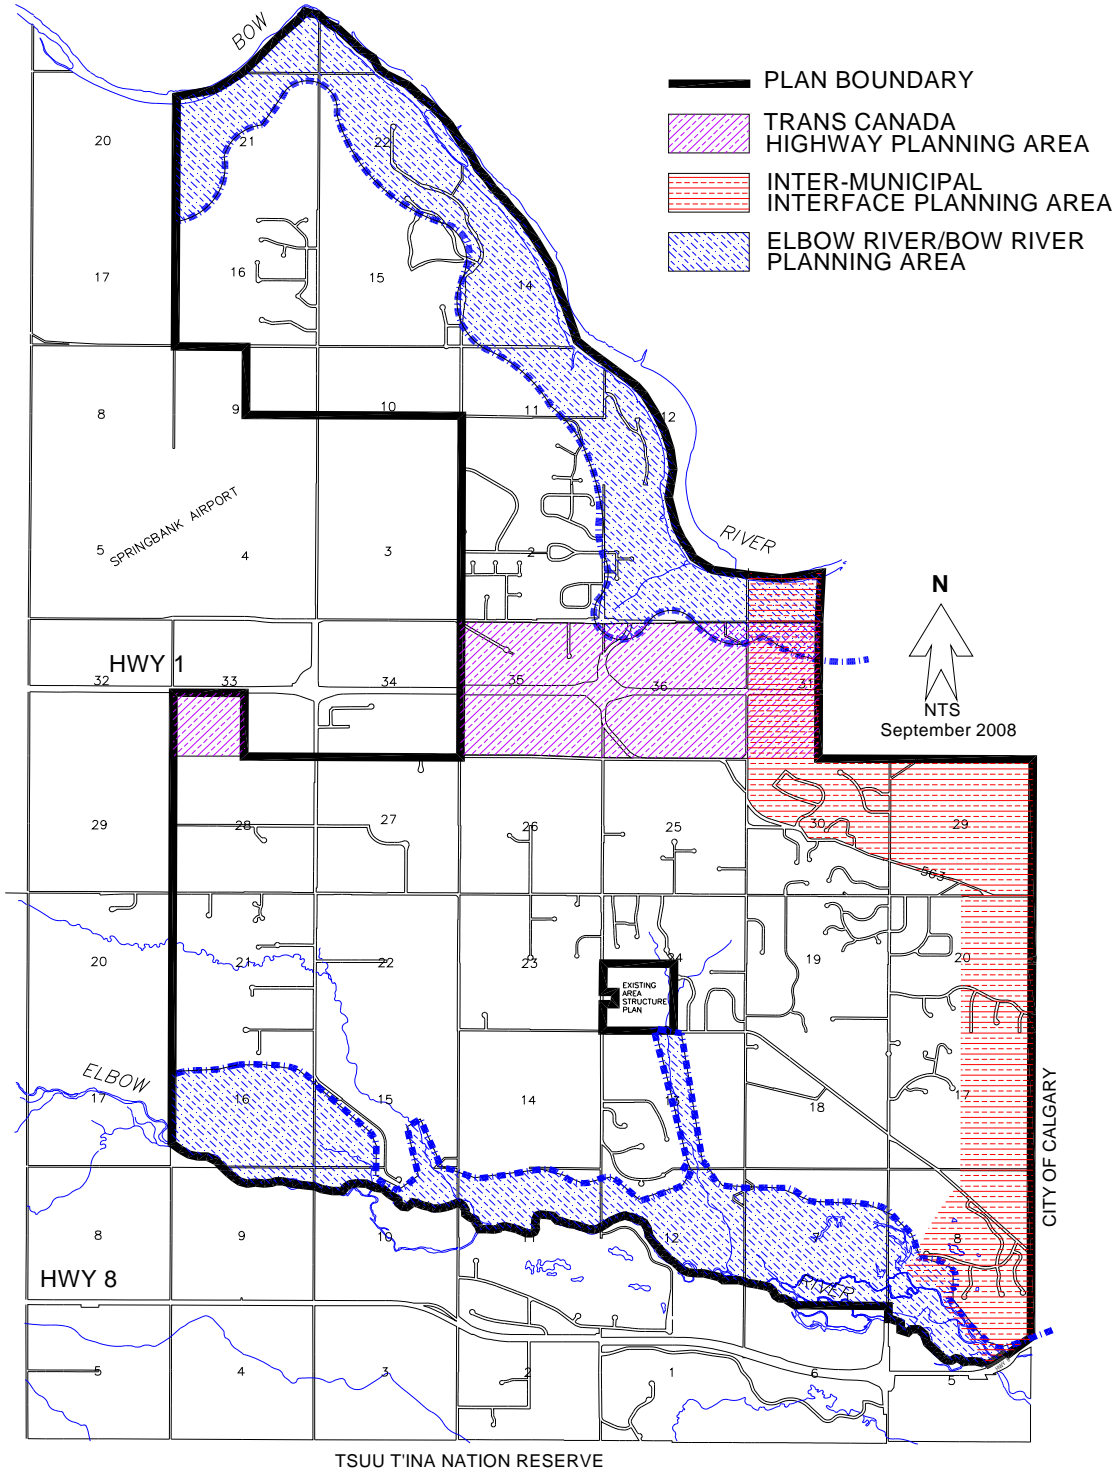 BOW
PLAN BOUNDARY
TRANS CANADA
HIGHWAY PLANNING AREA
INTER-MUNICIPAL
INTERFACE PLANNING AREA
ELBOW RIVER/BOW RIVER
PLANNING AREA
20
21
22
17
16
15
14
8
9
10
11
12
SPRINGBANK AIRPORT
5
4
3
2
RIVER
N
NTS
September 2008
HWY 1
32
33
34
35
36
31
29
28
27
26
25
30
29
563
20
21
22
23
24
19
20
EXISTING
AREA
STRUCTURE
PLAN
ELBOW
17
16
15
14
18
17
CITY OF CALGARY
8
9
10
11
12
7
8
RIVER
HWY 8
HWY
5
4
3
2
1
6
5
TSUU T'INA NATION RESERVE